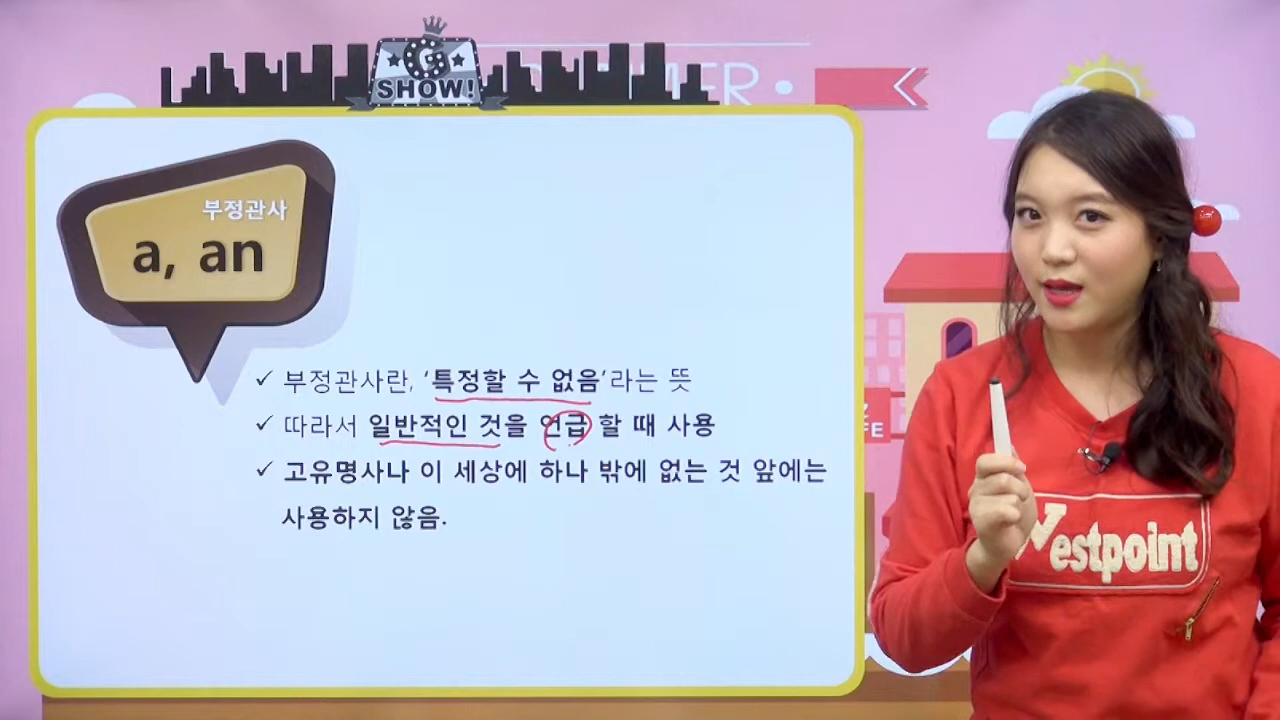 G
SHOW!
부정관사
a, an
부정관사란, ‘특정할 수 없음’라는 뜻
따라서 일반적인 것을 언급 할 때 사용
고유명사나 이 세상에 하나 밖에 없는 것 앞에는
사용하지 않음.
Westpoint